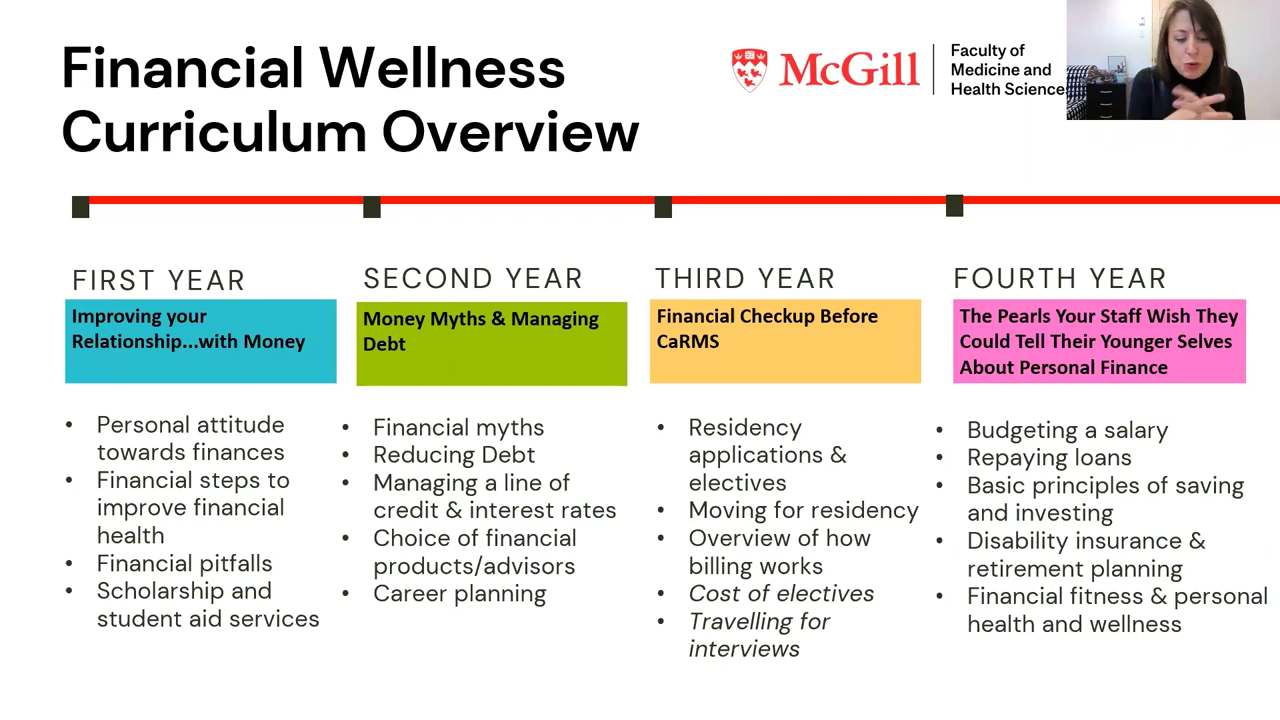 Financial Wellness
Curriculum Overview
McGill
Faculty of
Medicine and
Health Science
FIRST YEAR
Improving your
Relationship...with Money
• Personal attitude
towards finances
• Financial steps to
improve financial
health
• Financial pitfalls
• Scholarship and
student aid services
SECOND YEAR
Money Myths & Managing
Debt
• Financial myths
• Reducing Debt
• Managing a line of
credit & interest rates
• Choice of financial
products/advisors
• Career planning
THIRD YEAR
Financial Checkup Before
CaRMS
• Residency
applications &
electives
• Moving for residency
• Overview of how
billing works
• Cost of electives
• Travelling for
interviews
FOURTH YEAR
The Pearls Your Staff Wish They
Could Tell Their Younger Selves
About Personal Finance
• Budgeting a salary
• Repaying loans
• Basic principles of saving
and investing
• Disability insurance &
retirement planning
• Financial fitness & personal
health and wellness